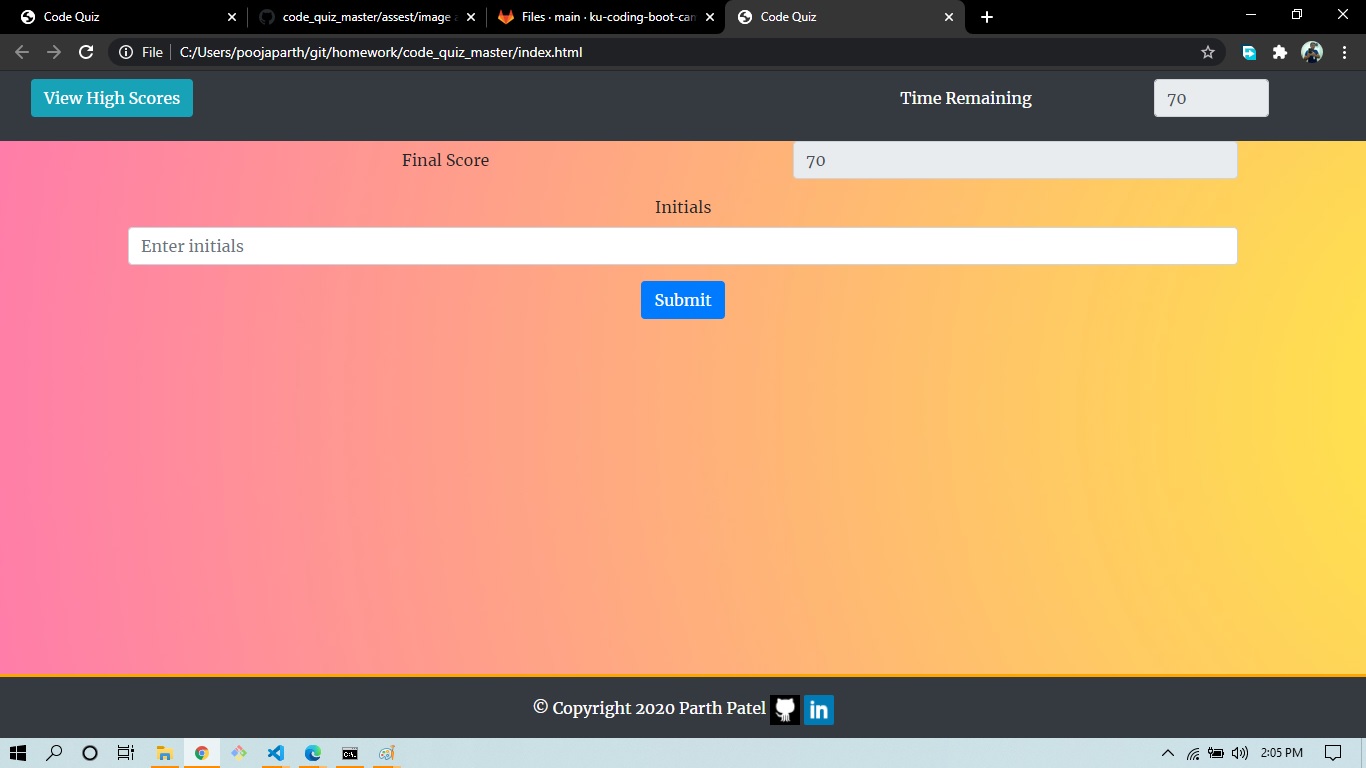 Code Quiz
code_quiz_master/assest/image a
Files · main · ku-coding-boot-cam
Code Quiz
File
C:/Users/poojaparth/git/homework/code_quiz_master/index.html
View High Scores
Time Remaining
70
Final Score
70
Initials
Enter initials
Submit
© Copyright 2020 Parth Patel
in
2:05 PM